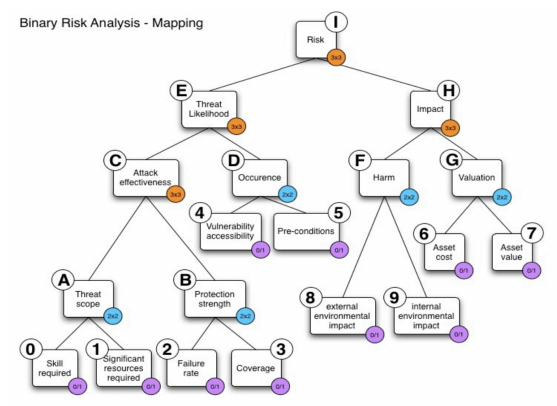 Binary Risk Analysis - Mapping
I
Risk
3x3
E
Threat
Likelihood
3x3
H
Impact
3x3
C
Attack
effectiveness
3x3
D
Occurence
2x2
F
Harm
2x2
G
Valuation
2x2
4
Vulnerability
accessibility
0/1
5
Pre-conditions
0/1
6
Asset
cost
0/1
7
Asset
value
0/1
A
Threat
scope
2x2
B
Protection
strength
2x2
8
external
environmental
impact
0/1
9
internal
environmental
impact
0/1
0
Skill
required
0/1
1
Significant
resources
required
0/1
2
Failure
rate
0/1
3
Coverage
0/1